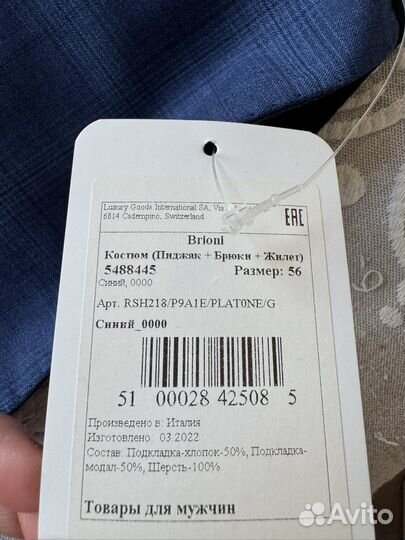 Luxury Goods International SA, Via
6814 Cadempino, Switzerland
EAC
Brioni
Костюм (Пиджак + Брюки + Жилет)
5488445 Размер: 56
Синий, 0000
Арт. RSH218/P9A1E/PLAT0NE/G
Синий_0000
51 00028 42508 5
Произведено в: Италия
Изготовлено: 03.2022
Состав: Подкладка-хлопок-50%, Подкладка-
модал-50%, Шерсть-100%
Товары для мужчин
Avito